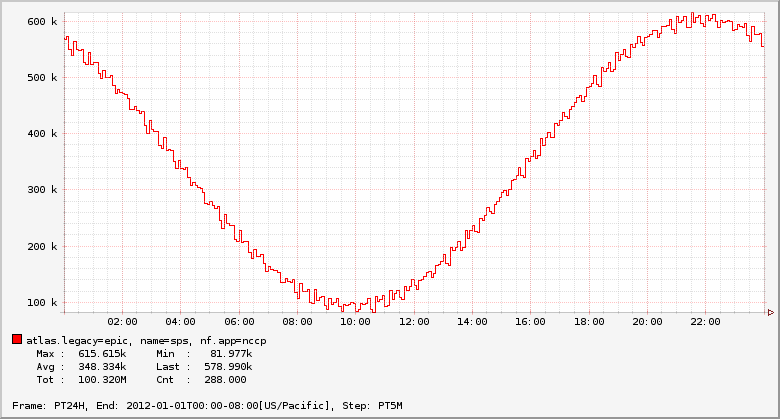 600 k
500 k
400 k
300 k
200 k
100 k
02:00 04:00 06:00 08:00 10:00 12:00 14:00 16:00 18:00 20:00 22:00
atlas.legacy=epic, name=sps, nf.app=nccp
Max : 615.615k Min : 81.977k
Avg : 348.334k Last : 578.990k
Tot : 100.320M Cnt : 288.000
Frame: PT24H, End: 2012-01-01T00:00-08:00[US/Pacific], Step: PT5M